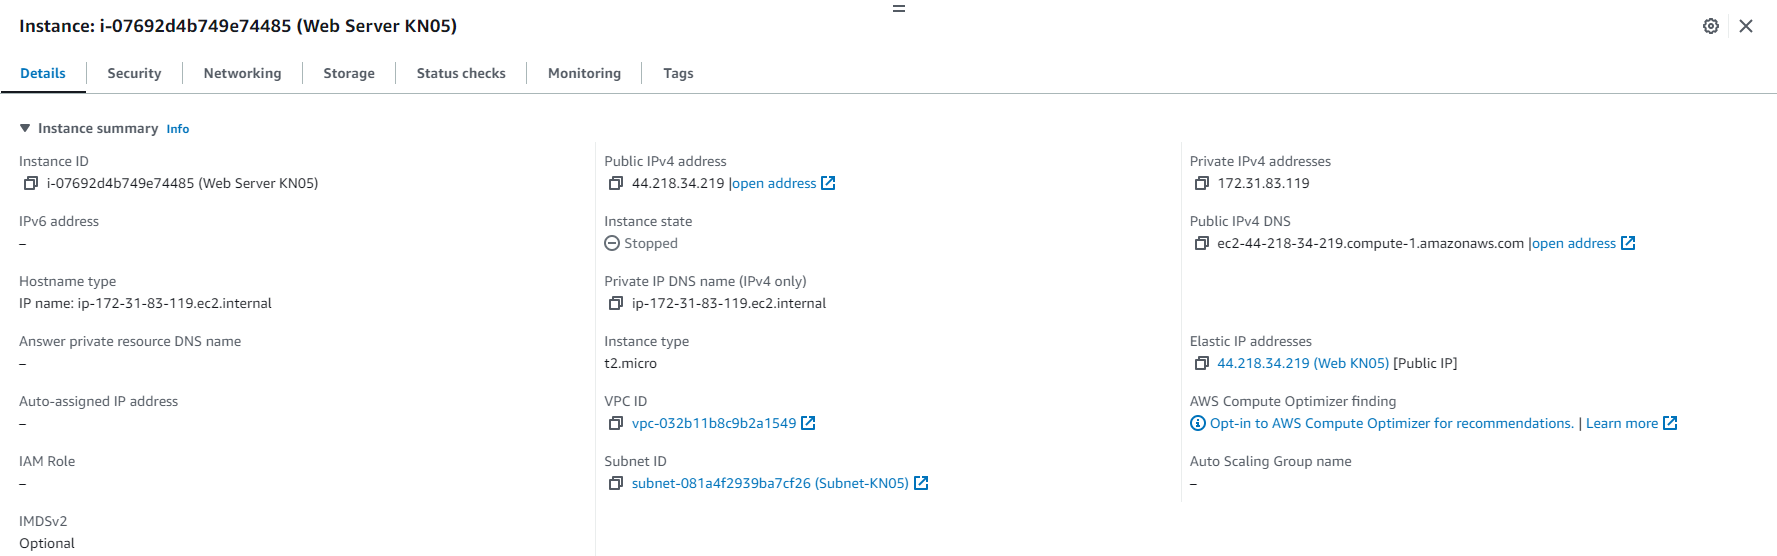 Instance: i-07692d4b749e74485 (Web Server KN05)
Details
Security
Networking
Storage
Status checks
Monitoring
Tags
Instance summary Info
Instance ID
i-07692d4b749e74485 (Web Server KN05)
Public IPv4 address
44.218.34.219 |open address
Private IPv4 addresses
172.31.83.119
IPv6 address
–
Instance state
Stopped
Public IPv4 DNS
ec2-44-218-34-219.compute-1.amazonaws.com |open address
Hostname type
IP name: ip-172-31-83-119.ec2.internal
Private IP DNS name (IPv4 only)
ip-172-31-83-119.ec2.internal
Answer private resource DNS name
–
Instance type
t2.micro
Elastic IP addresses
44.218.34.219 (Web KN05) [Public IP]
Auto-assigned IP address
–
VPC ID
vpc-032b11b8c9b2a1549
AWS Compute Optimizer finding
Opt-in to AWS Compute Optimizer for recommendations. | Learn more
IAM Role
–
Subnet ID
subnet-081a4f2939ba7cf26 (Subnet-KN05)
Auto Scaling Group name
–
IMDSv2
Optional